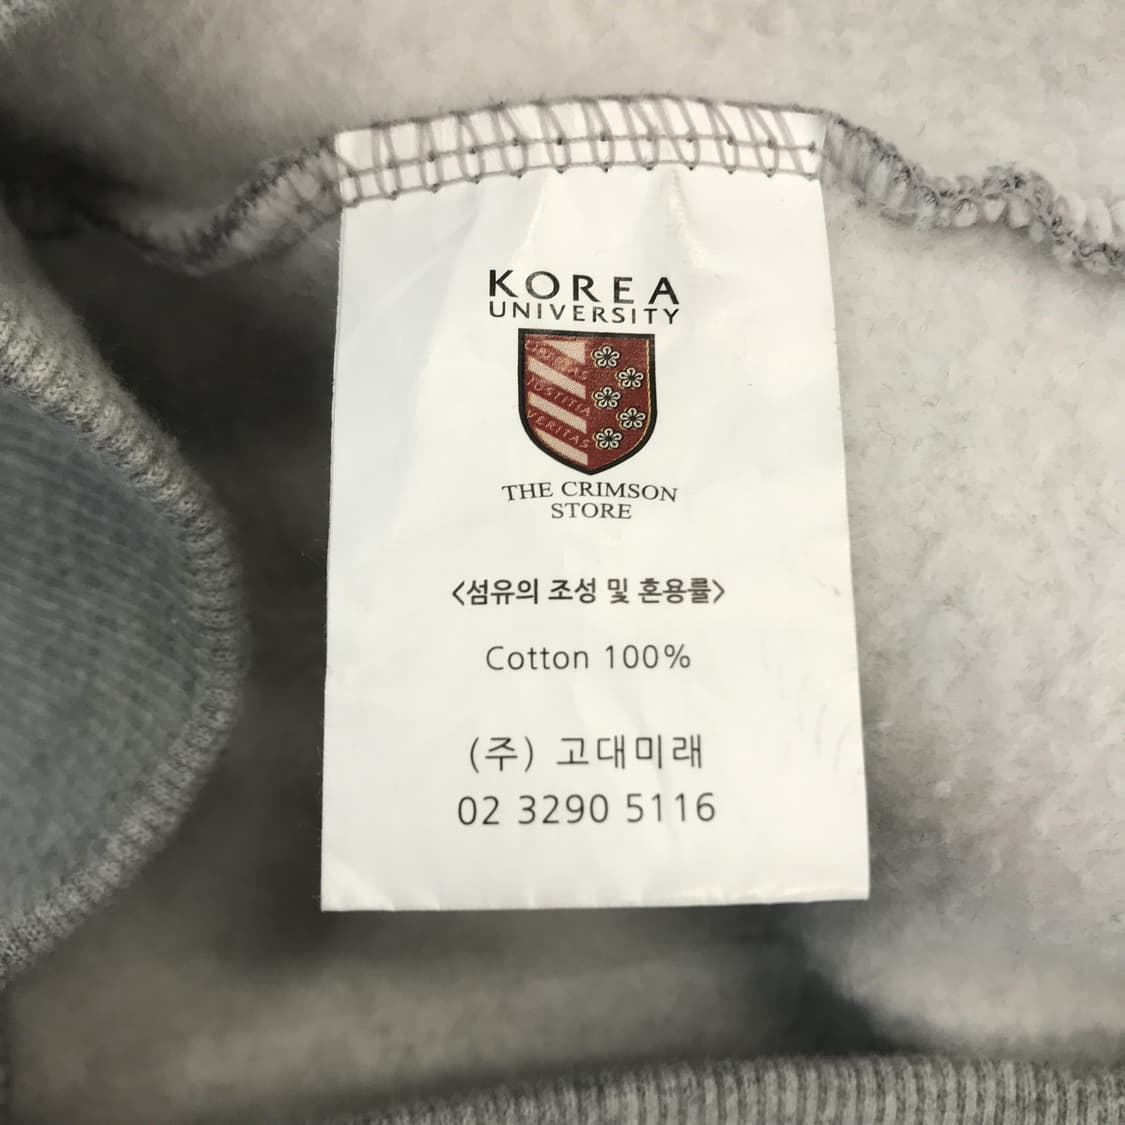 KOREA
UNIVERSITY
LIBERTAS
JUSTITIA
VERITAS
THE CRIMSON
STORE
<섬유의 조성 및 혼용률>
Cotton 100%
(주) 고대미래
02 3290 5116